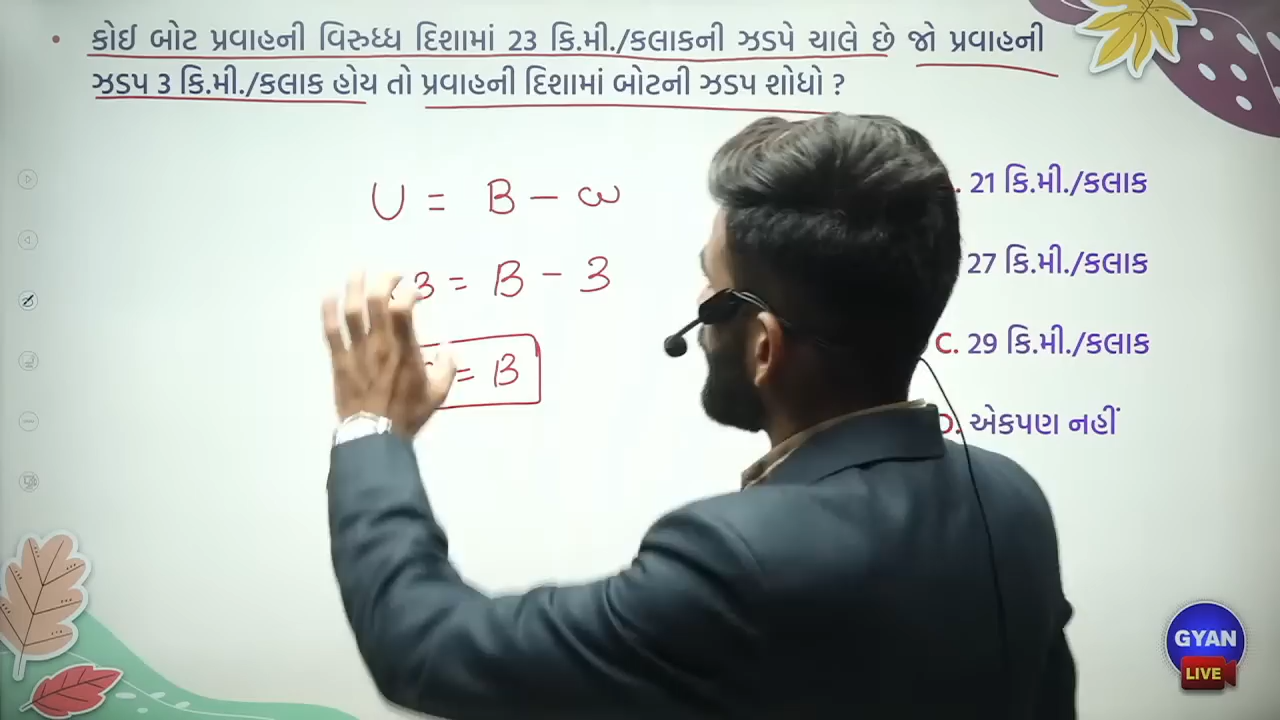 • કોઈ બોટ પ્રવાહની વિરુધ્ધ દિશામાં 23 કિ.મી./કલાકની ઝડપે ચાલે છે જો પ્રવાહની
ઝડપ 3 કિ.મી./કલાક હોય તો પ્રવાહની દિશામાં બોટની ઝડપ શોધો ?
U = B - ω
3 = B - 3
= B
21 કિ.મી./કલાક
27 કિ.મી./કલાક
C. 29 કિ.મી./કલાક
D. એકપણ નહીં
GYAN
LIVE